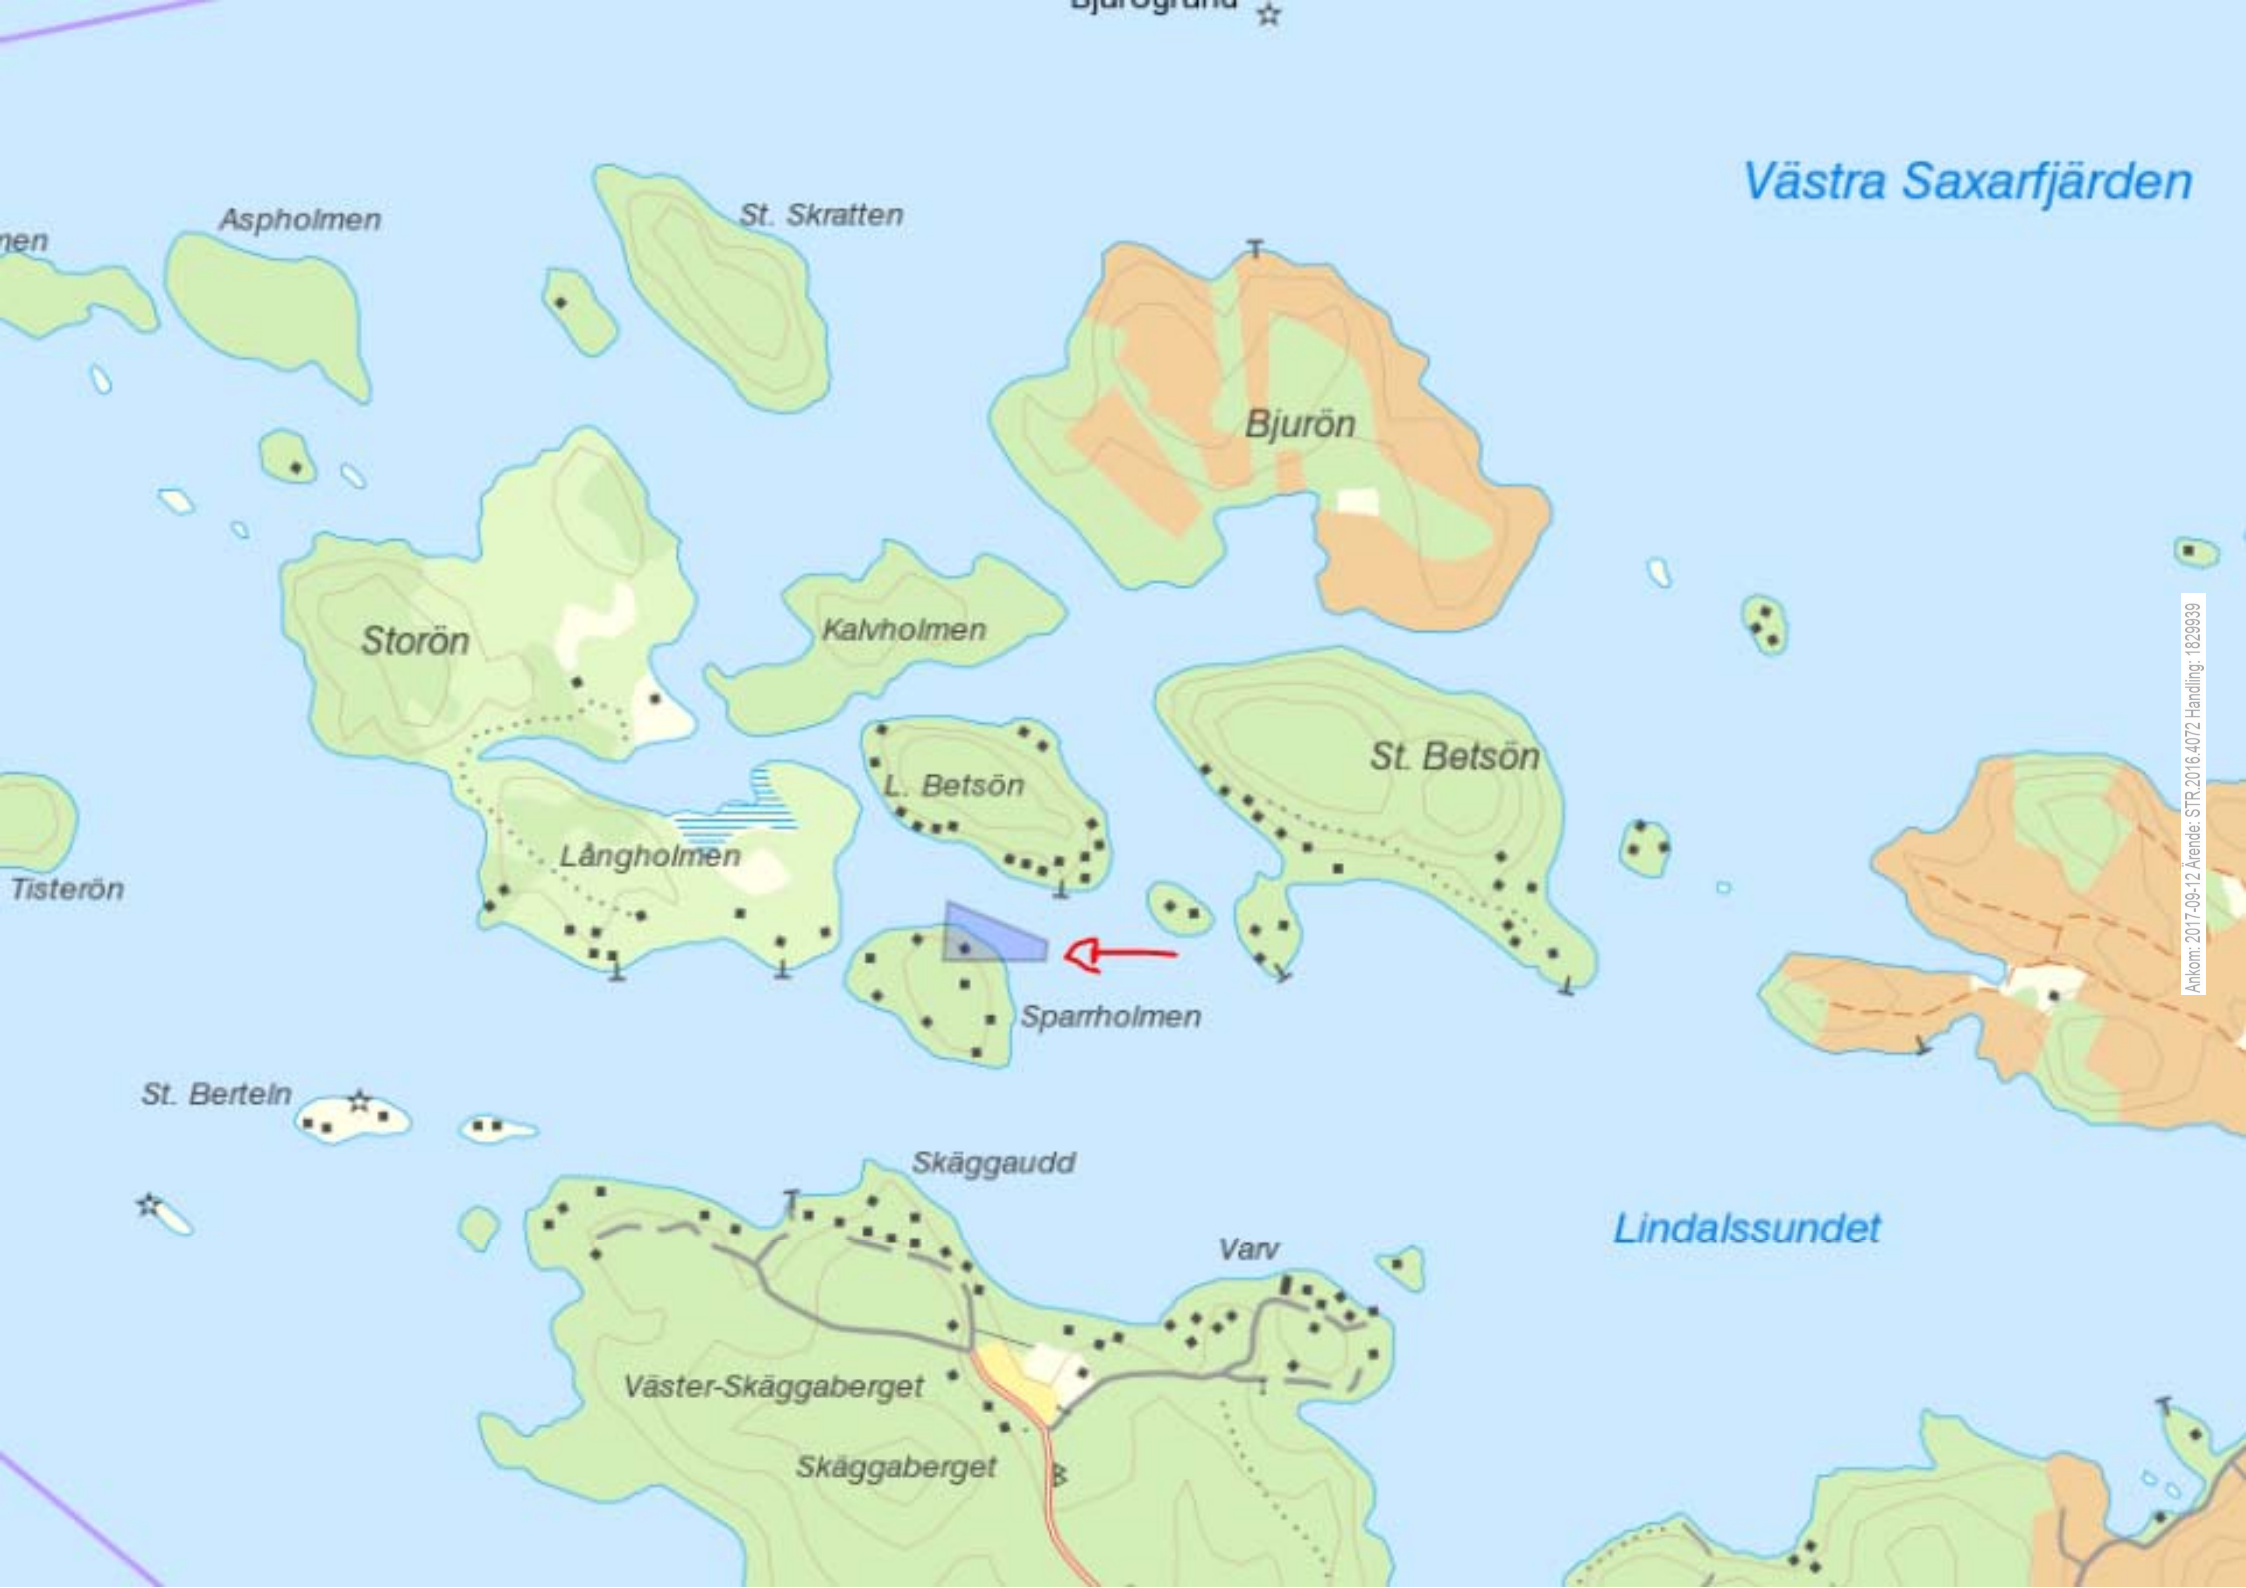 Västra Saxarfjärden
Aspholmen
St. Skratten
Bjurön
Storön
Kalvholmen
St. Betsön
L. Betsön
Långholmen
Tisterön
Sparrholmen
St. Berteln
Skäggaudd
Lindalssundet
Varv
Väster-Skäggaberget
Skäggaberget
Ankom: 2017-09-12 Ärende: STR.2016.4072 Handling: 1829939